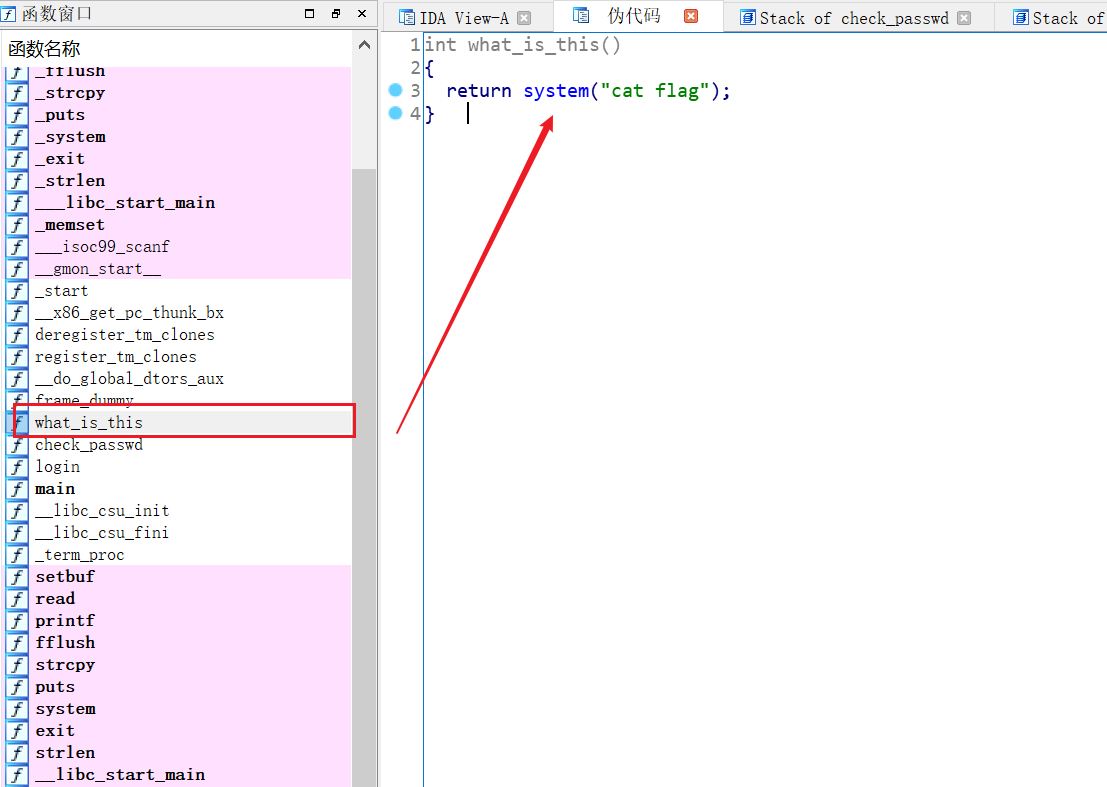 函数窗口
函数名称
_fflush
_strcpy
_puts
_system
_exit
_strlen
___libc_start_main
_memset
___isoc99_scanf
__gmon_start__
_start
__x86_get_pc_thunk_bx
deregister_tm_clones
register_tm_clones
__do_global_dtors_aux
frame_dummy
what_is_this
check_passwd
login
main
__libc_csu_init
__libc_csu_fini
_term_proc
setbuf
read
printf
fflush
strcpy
puts
system
exit
strlen
__libc_start_main
IDA View-A
伪代码
Stack of check_passwd
Stack of
1 int what_is_this()
2 {
3 return system("cat flag");
4 }